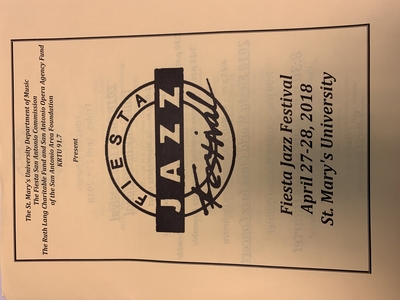 The St. Mary's University Department of Music
The Fiesta San Antonio Commission
The Ruth Lang Charitable Fund and San Antonio Opera Agency Fund
of the San Antonio Area Foundation
KRTU 91.7
Present
FIESTA
JAZZ
Festival
Fiesta Jazz Festival
April 27-28, 2018
St. Mary's University